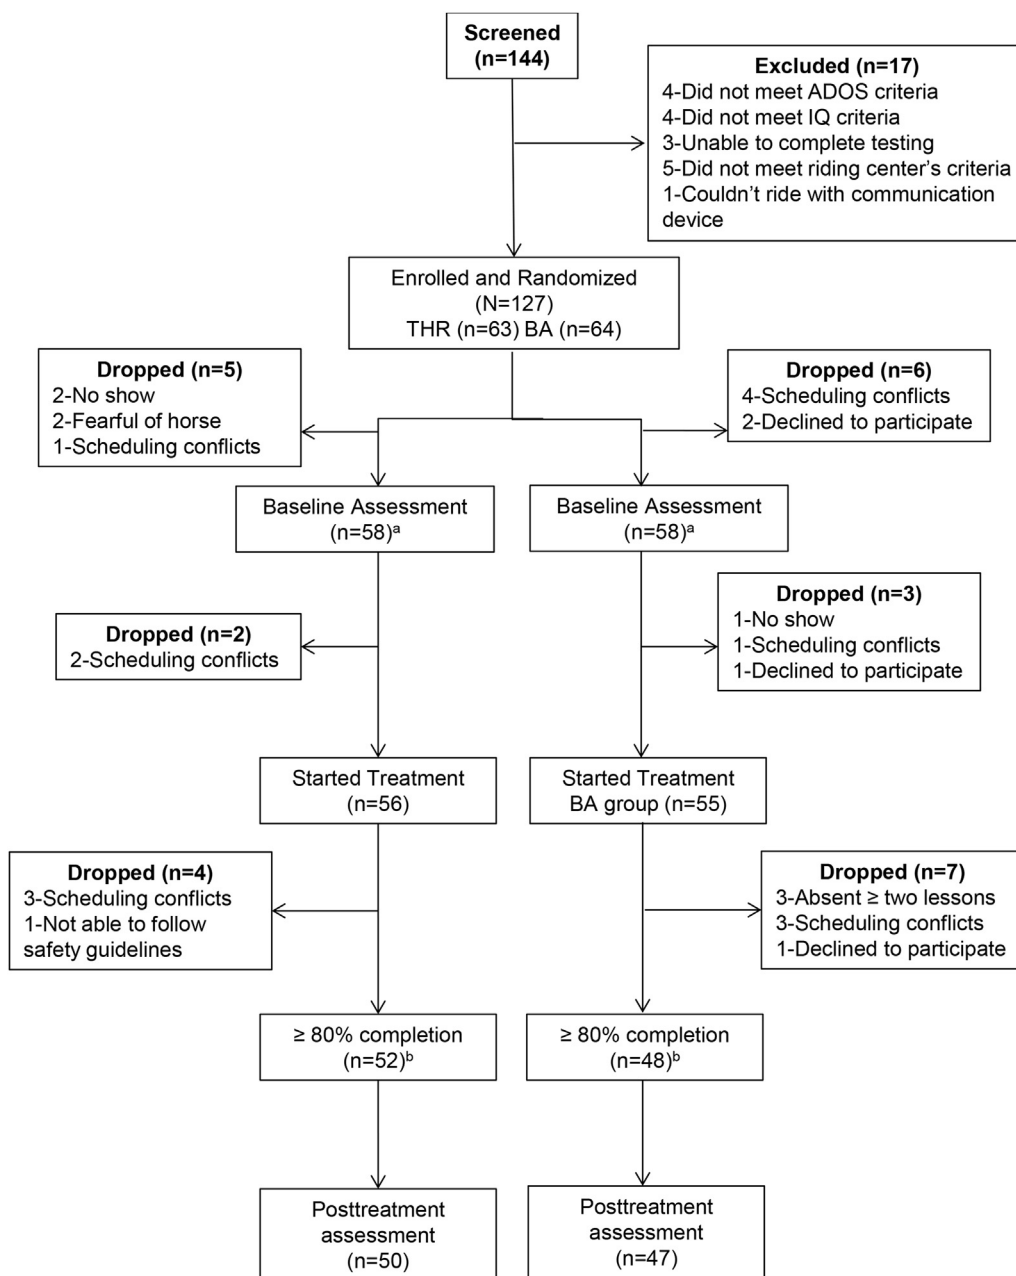 Screened
(n=144)
Excluded (n=17)
4-Did not meet ADOS criteria
4-Did not meet IQ criteria
3-Unable to complete testing
5-Did not meet riding center's criteria
1-Couldn't ride with communication
device
Enrolled and Randomized
(N=127)
THR (n=63) BA (n=64)
Dropped (n=5)
2-No show
2-Fearful of horse
1-Scheduling conflicts
Dropped (n=6)
4-Scheduling conflicts
2-Declined to participate
Baseline Assessment
(n=58)ᵃ
Baseline Assessment
(n=58)ᵃ
Dropped (n=2)
2-Scheduling conflicts
Dropped (n=3)
1-No show
1-Scheduling conflicts
1-Declined to participate
Started Treatment
(n=56)
Started Treatment
BA group (n=55)
Dropped (n=4)
3-Scheduling conflicts
1-Not able to follow
safety guidelines
Dropped (n=7)
3-Absent ≥ two lessons
3-Scheduling conflicts
1-Declined to participate
≥ 80% completion
(n=52)ᵇ
≥ 80% completion
(n=48)ᵇ
Posttreatment
assessment
(n=50)
Posttreatment
assessment
(n=47)